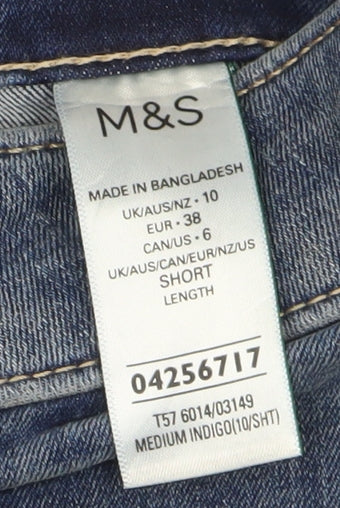 M&S
MADE IN BANGLADESH
UK/AUS/NZ • 10
EUR • 38
CAN/US • 6
UK/AUS/CAN/EUR/NZ/US
SHORT
LENGTH
04256717
T57 6014/03149
MEDIUM INDIGO(10/SHT)